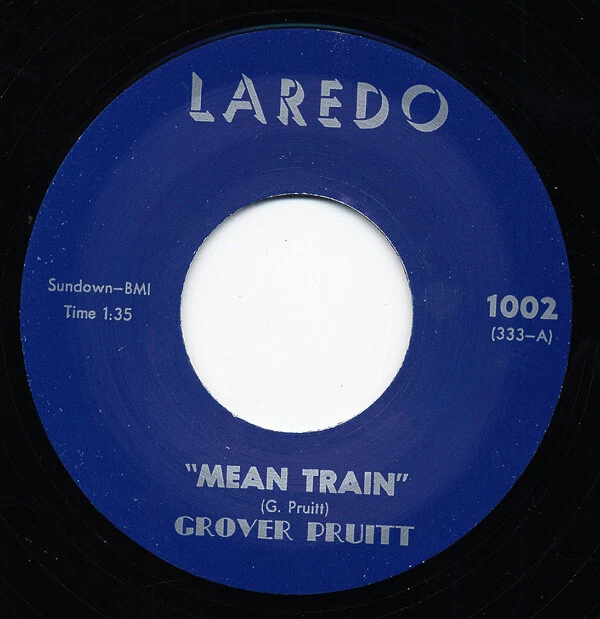 LAREDO
Sundown—BMI
Time 1:35
1002
(333—A)
"MEAN TRAIN"
(G. Pruitt)
GROVER PRUITT